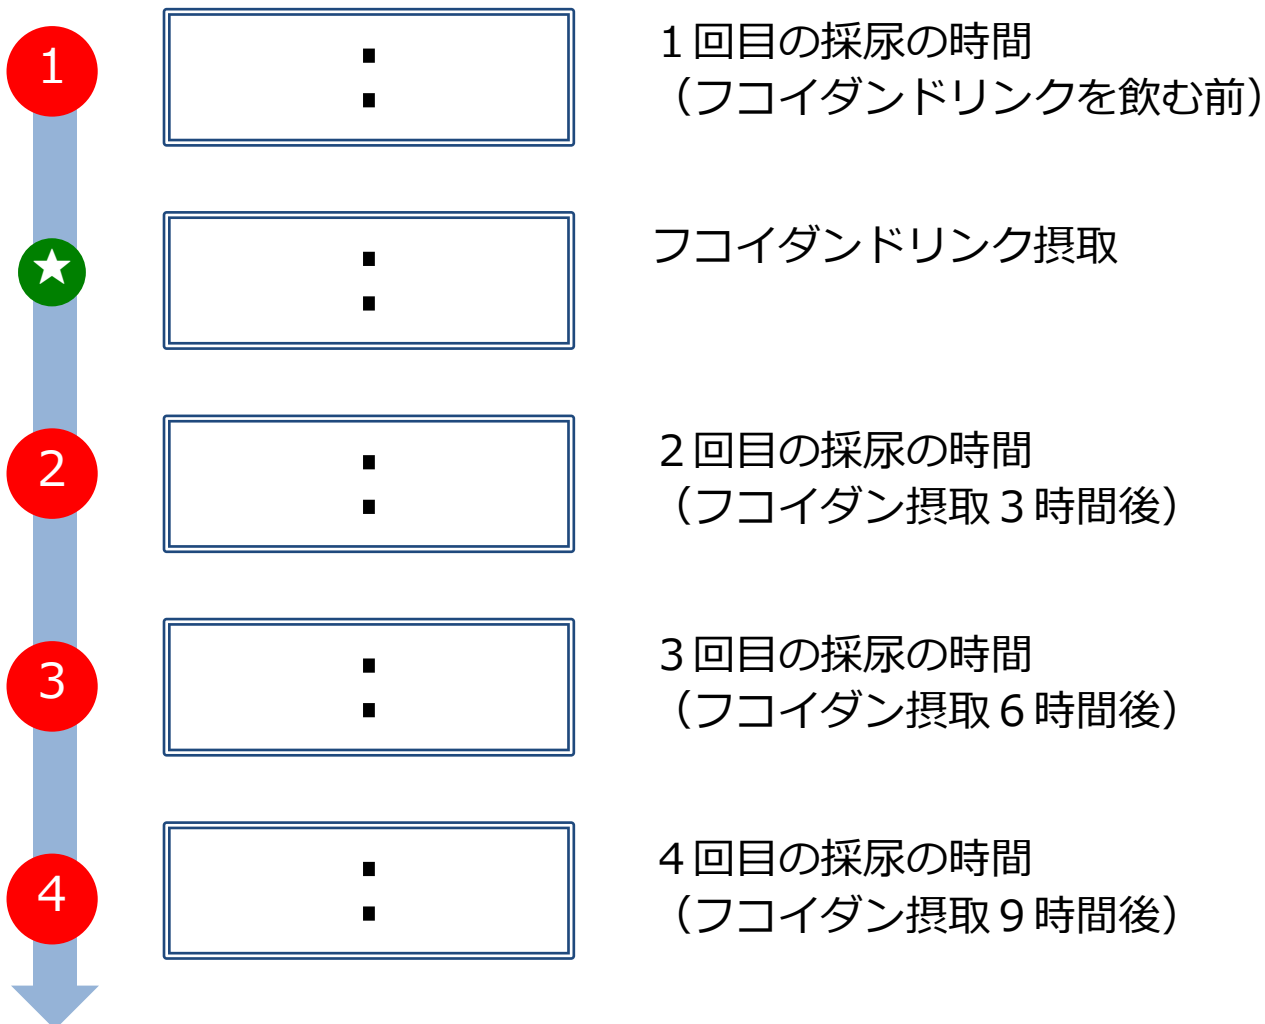 1
:
１回目の採尿の時間
（フコイダンドリンクを飲む前）
★
:
フコイダンドリンク摂取
2
:
２回目の採尿の時間
（フコイダン摂取３時間後）
3
:
３回目の採尿の時間
（フコイダン摂取６時間後）
4
:
４回目の採尿の時間
（フコイダン摂取９時間後）